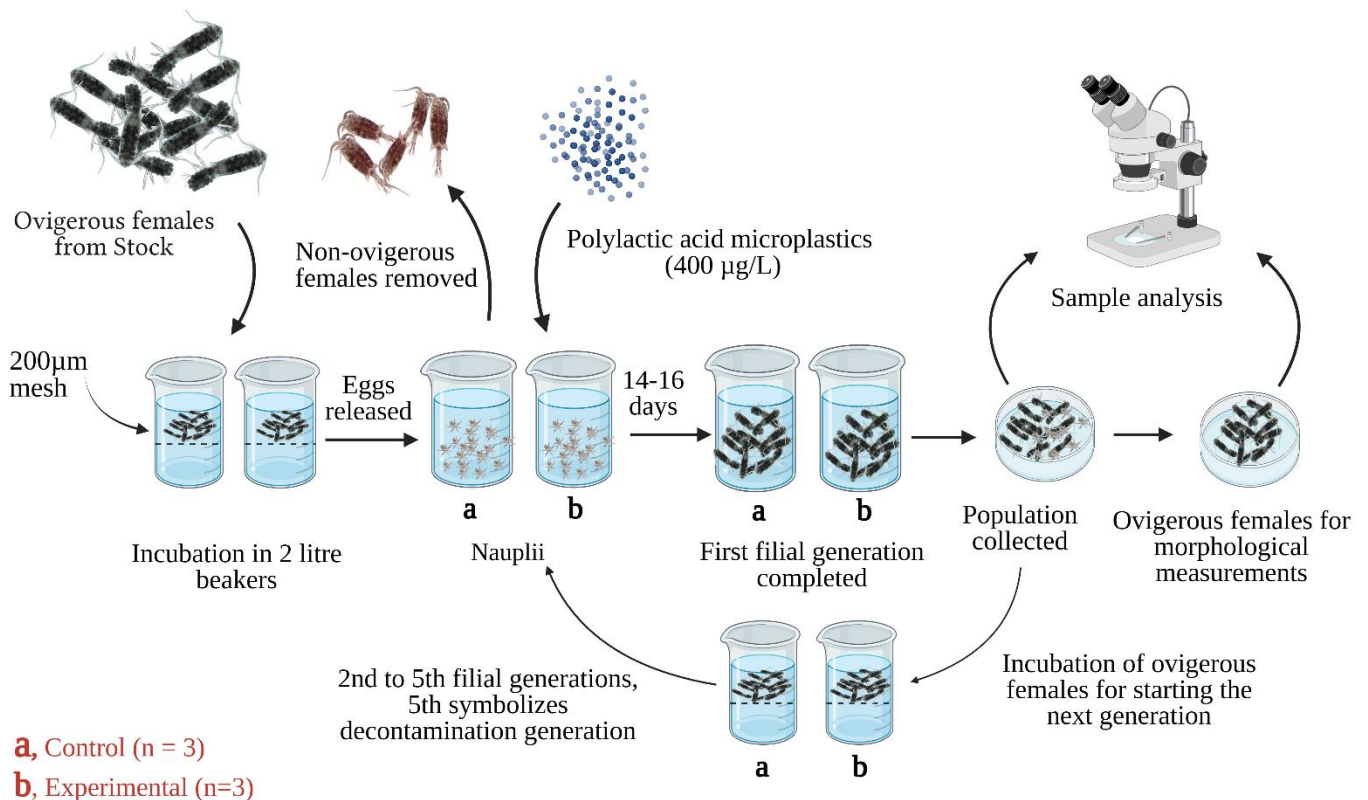 Ovigerous females
from Stock
Non-ovigerous
females removed
Polylactic acid microplastics
(400 µg/L)
Sample analysis
200µm
mesh
Eggs
released
14-16
days
a
b
a
b
Incubation in 2 litre
beakers
Nauplii
First filial generation
completed
Population
collected
Ovigerous females for
morphological
measurements
2nd to 5th filial generations,
5th symbolizes
decontamination generation
Incubation of ovigerous
females for starting the
next generation
a
b
a, Control (n = 3)
b, Experimental (n=3)